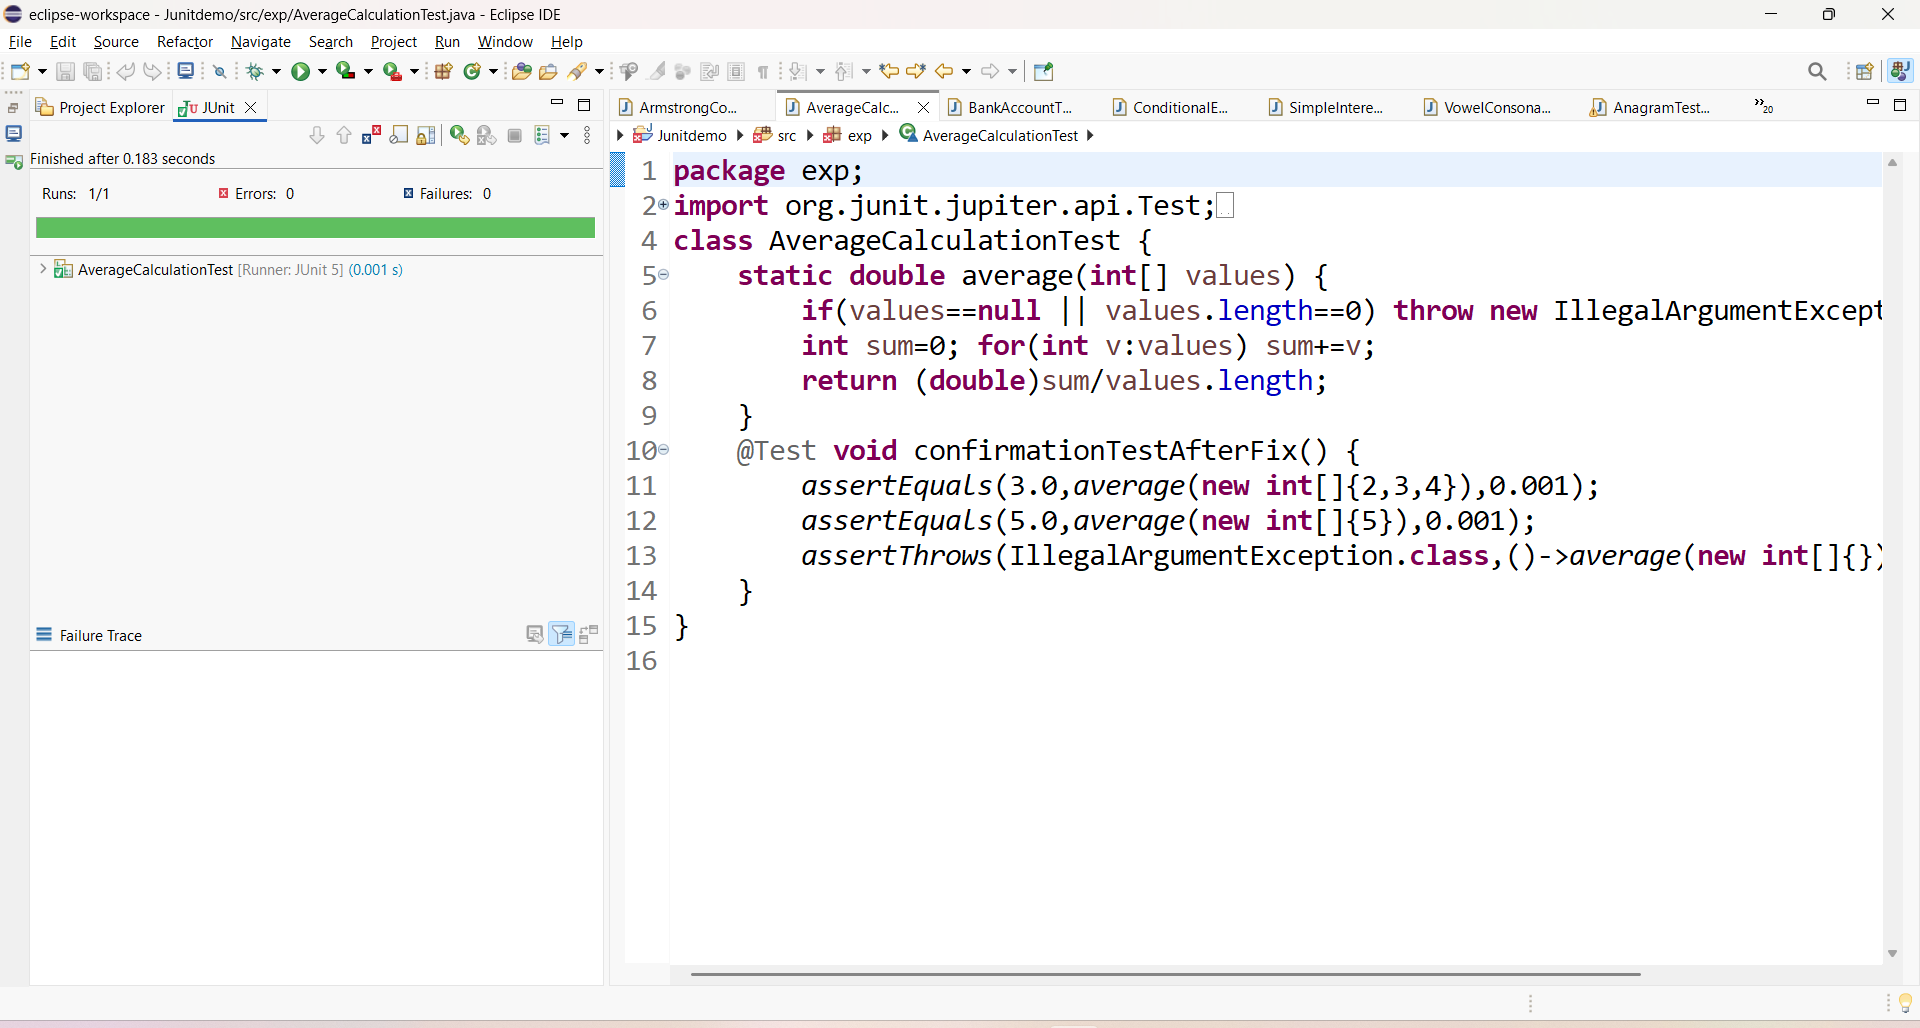 eclipse-workspace - Junitdemo/src/exp/AverageCalculationTest.java - Eclipse IDE
File Edit Source Refactor Navigate Search Project Run Window Help
Project Explorer JUnit
ArmstrongCo... AverageCalc... BankAccountT... ConditionalE... SimpleIntere... VowelConsona... AnagramTest... »20
Junitdemo src exp AverageCalculationTest
Finished after 0.183 seconds
Runs: 1/1 Errors: 0 Failures: 0
AverageCalculationTest [Runner: JUnit 5] (0.001 s)
Failure Trace
1 package exp;
2 import org.junit.jupiter.api.Test;
4 class AverageCalculationTest {
5 static double average(int[] values) {
6 if(values==null || values.length==0) throw new IllegalArgumentExcept
7 int sum=0; for(int v:values) sum+=v;
8 return (double)sum/values.length;
9 }
10 @Test void confirmationTestAfterFix() {
11 assertEquals(3.0,average(new int[]{2,3,4}),0.001);
12 assertEquals(5.0,average(new int[]{5}),0.001);
13 assertThrows(IllegalArgumentException.class,()->average(new int[]{})
14 }
15 }
16